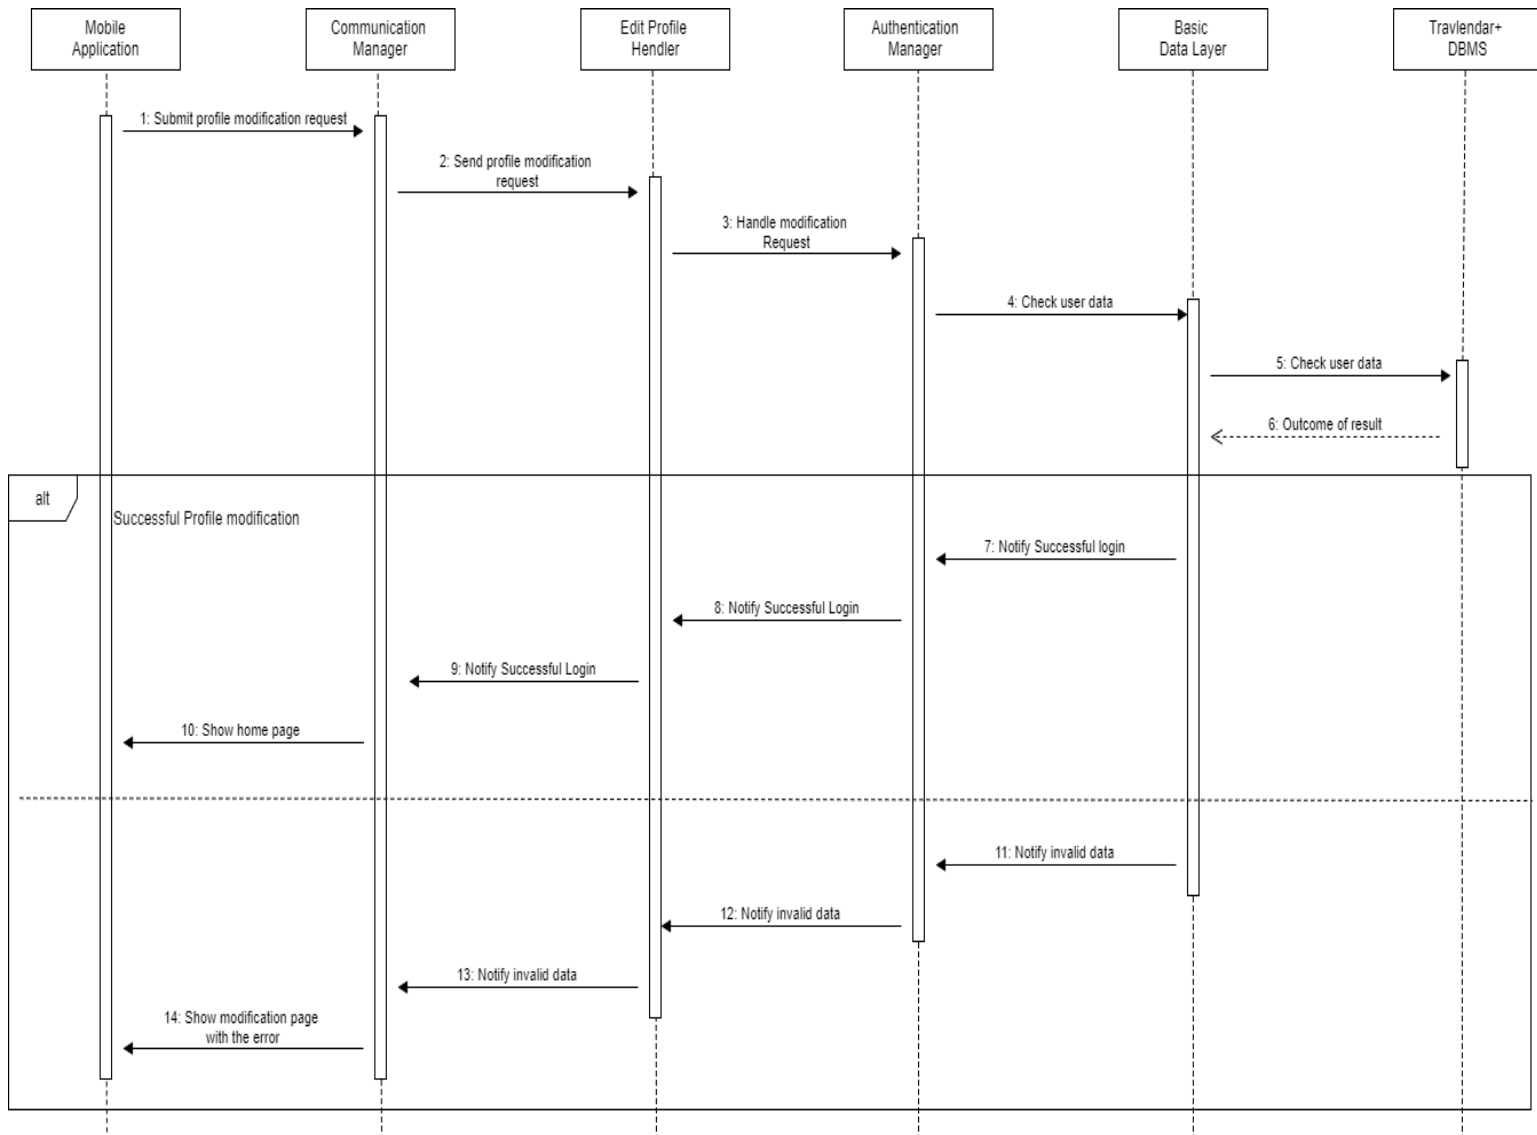 Mobile
Application
Communication
Manager
Edit Profile
Hendler
Authentication
Manager
Basic
Data Layer
Travlendar+
DBMS
1: Submit profile modification request
2: Send profile modification
request
3: Handle modification
Request
4: Check user data
5: Check user data
6: Outcome of result
alt
Successful Profile modification
7: Notify Successful login
8: Notify Successful Login
9: Notify Successful Login
10: Show home page
11: Notify invalid data
12: Notify invalid data
13: Notify invalid data
14: Show modification page
with the error